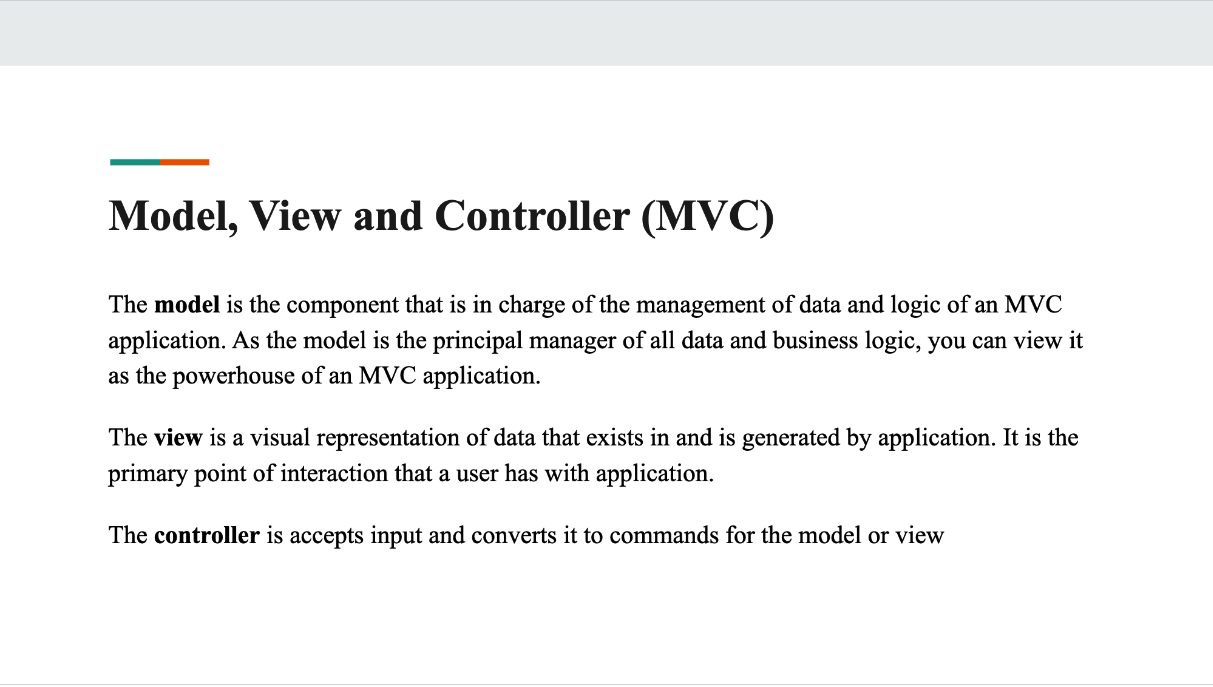 Model, View and Controller (MVC)
The model is the component that is in charge of the management of data and logic of an MVC
application. As the model is the principal manager of all data and business logic, you can view it
as the powerhouse of an MVC application.
The view is a visual representation of data that exists in and is generated by application. It is the
primary point of interaction that a user has with application.
The controller is accepts input and converts it to commands for the model or view